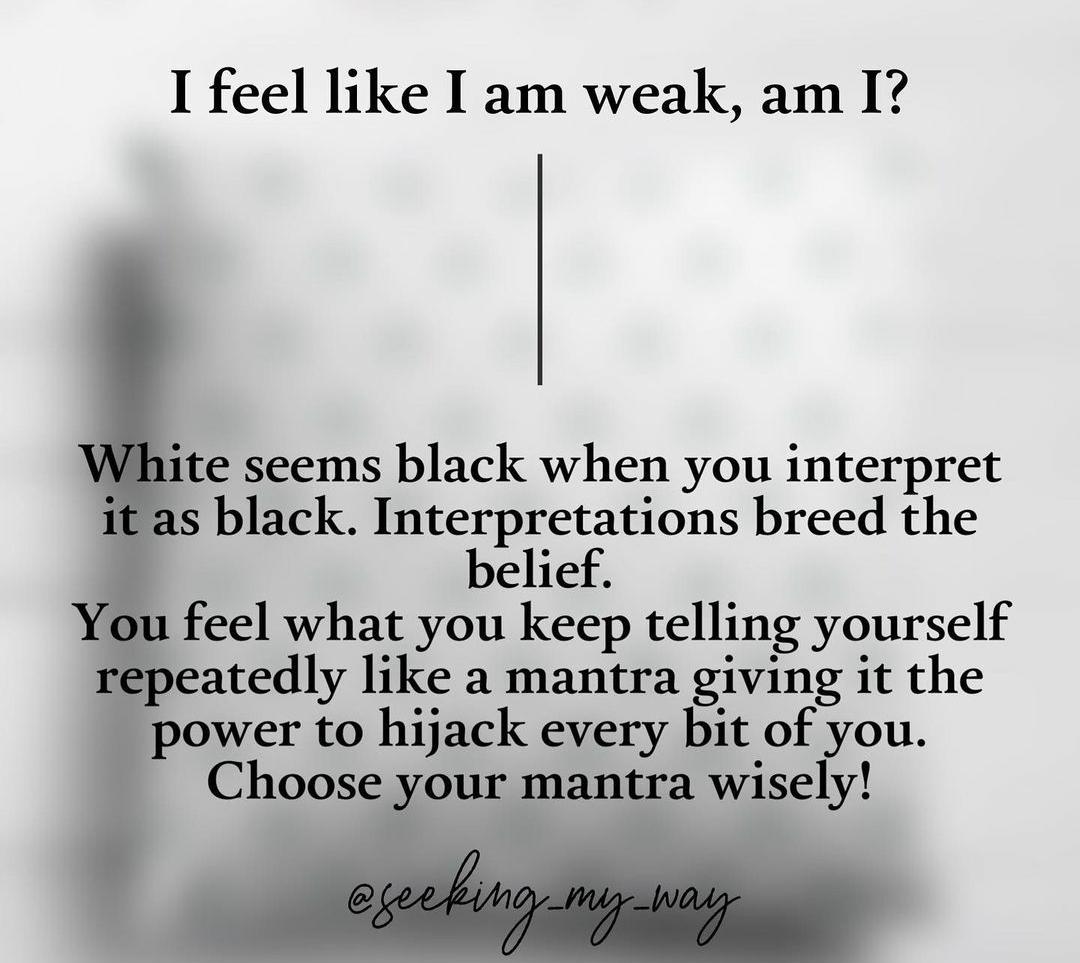 I feel like I am weak, am I?
White seems black when you interpret
it as black. Interpretations breed the
belief.
You feel what you keep telling yourself
repeatedly like a mantra giving it the
power to hijack every bit of you.
Choose your mantra wisely!
@seeking_my_way